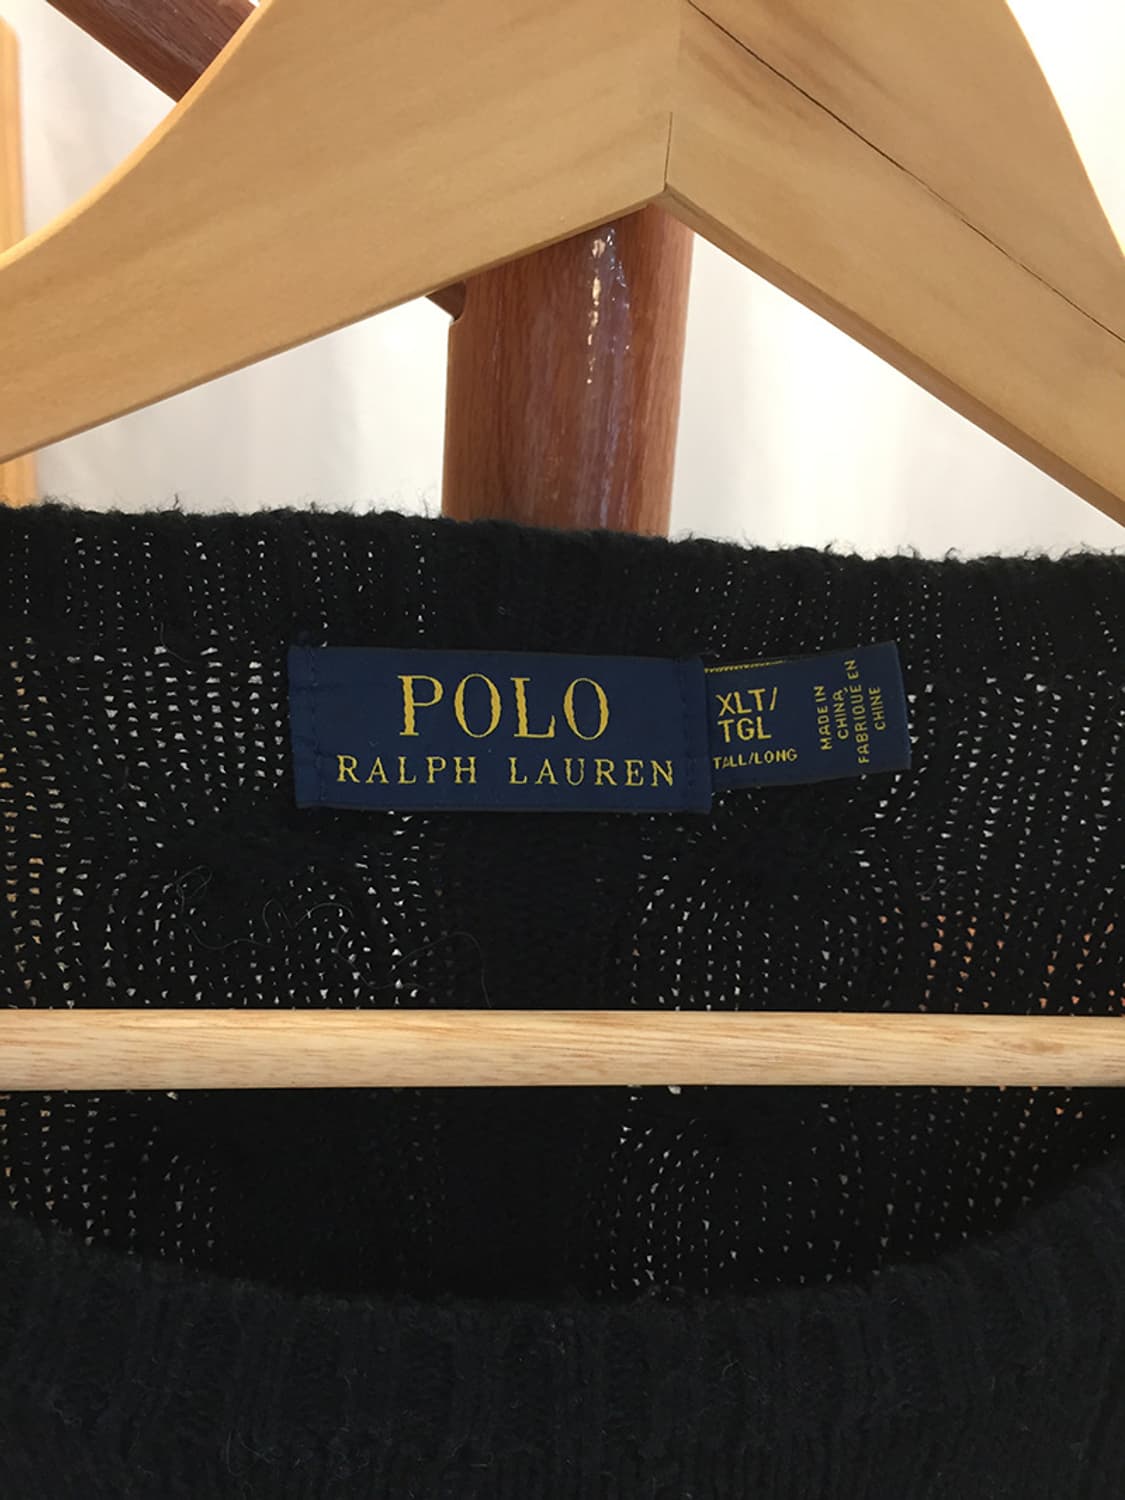 POLO
RALPH LAUREN
XLT/
TGL
TALL/LONG
MADE IN
CHINA
FABRIQUE EN
CHINE